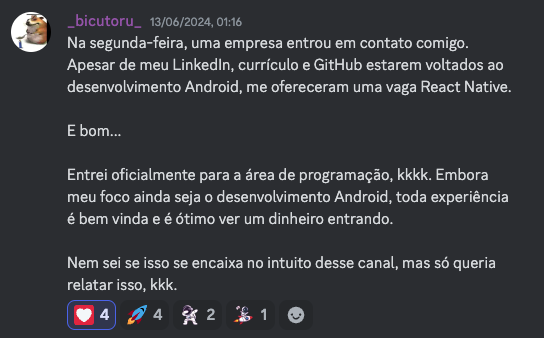 _bicutoru_ 13/06/2024, 01:16
Na segunda-feira, uma empresa entrou em contato comigo.
Apesar de meu LinkedIn, currículo e GitHub estarem voltados ao
desenvolvimento Android, me ofereceram uma vaga React Native.
E bom...
Entrei oficialmente para a área de programação, kkkk. Embora
meu foco ainda seja o desenvolvimento Android, toda experiência
é bem vinda e é ótimo ver um dinheiro entrando.
Nem sei se isso se encaixa no intuito desse canal, mas só queria
relatar isso, kkk.
4 4 2 1